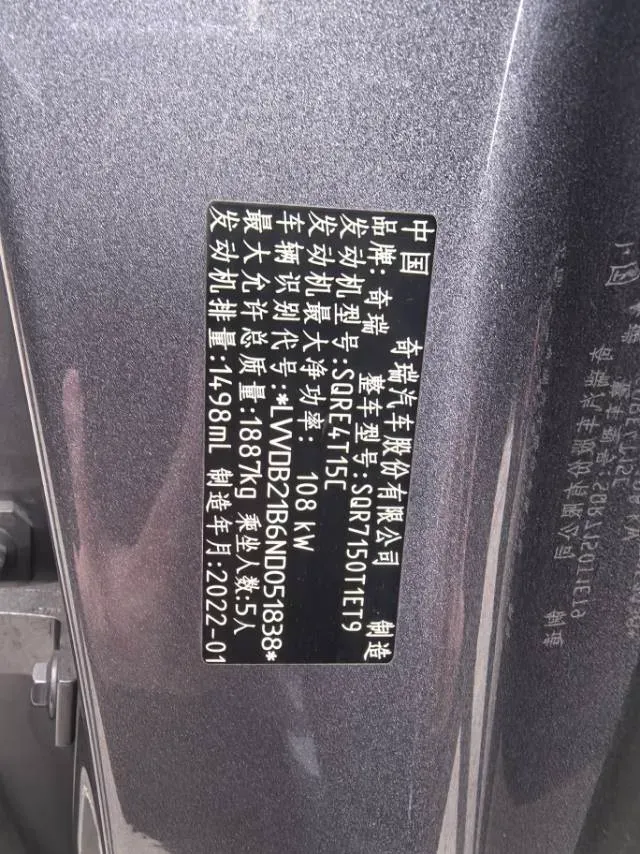 中国 奇瑞汽车股份有限公司 制造
品牌: 奇瑞 整车型号:SQR7150T1ET9
发动机型号:SQRE4T15C
发动机最大净功率: 108 kW
车辆识别代号:*LVVDB21B6ND051838*
最大允许总质量:1887kg 乘坐人数:5人
发动机排量:1498mL 制造年月:2022-01